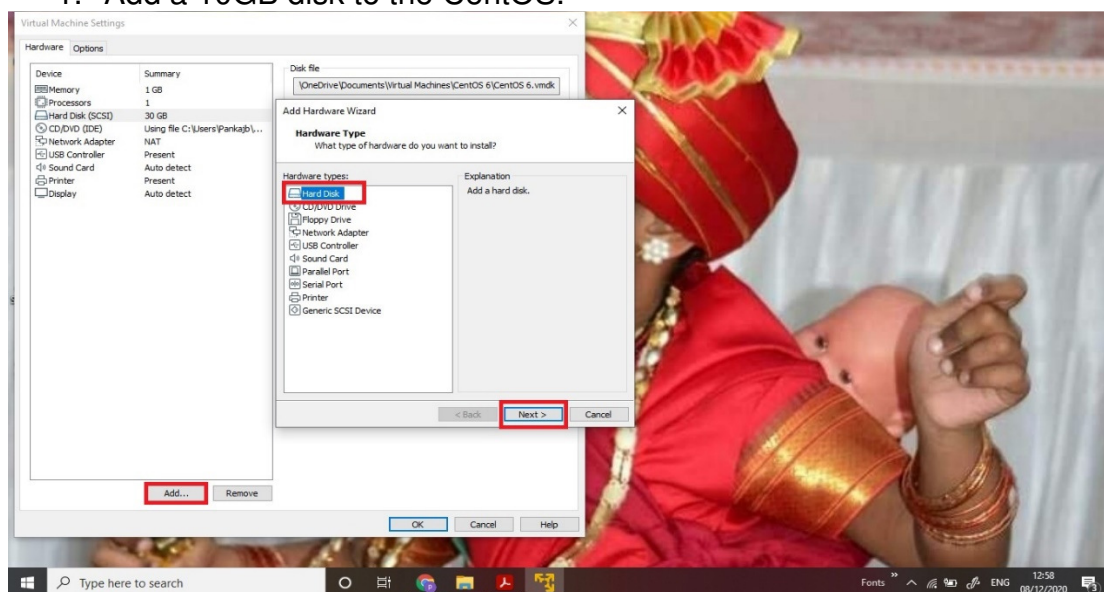 1. Add a 10GB disk to the CentOS.
Virtual Machine Settings
Hardware Options
Device Summary
Memory 1 GB
Processors 1
Hard Disk (SCSI) 30 GB
CD/DVD (IDE) Using file C:\Users\Pankajb\...
Network Adapter NAT
USB Controller Present
Sound Card Auto detect
Printer Present
Display Auto detect
Add... Remove
Disk file
\OneDrive\Documents\Virtual Machines\CentOS 6\CentOS 6.vmdk
Add Hardware Wizard
Hardware Type
What type of hardware do you want to install?
Hardware types:
Hard Disk
CD/DVD Drive
Floppy Drive
Network Adapter
USB Controller
Sound Card
Parallel Port
Serial Port
Printer
Generic SCSI Device
Explanation
Add a hard disk.
< Back Next > Cancel
OK Cancel Help
Type here to search
Fonts ENG 12:58
08/12/2020